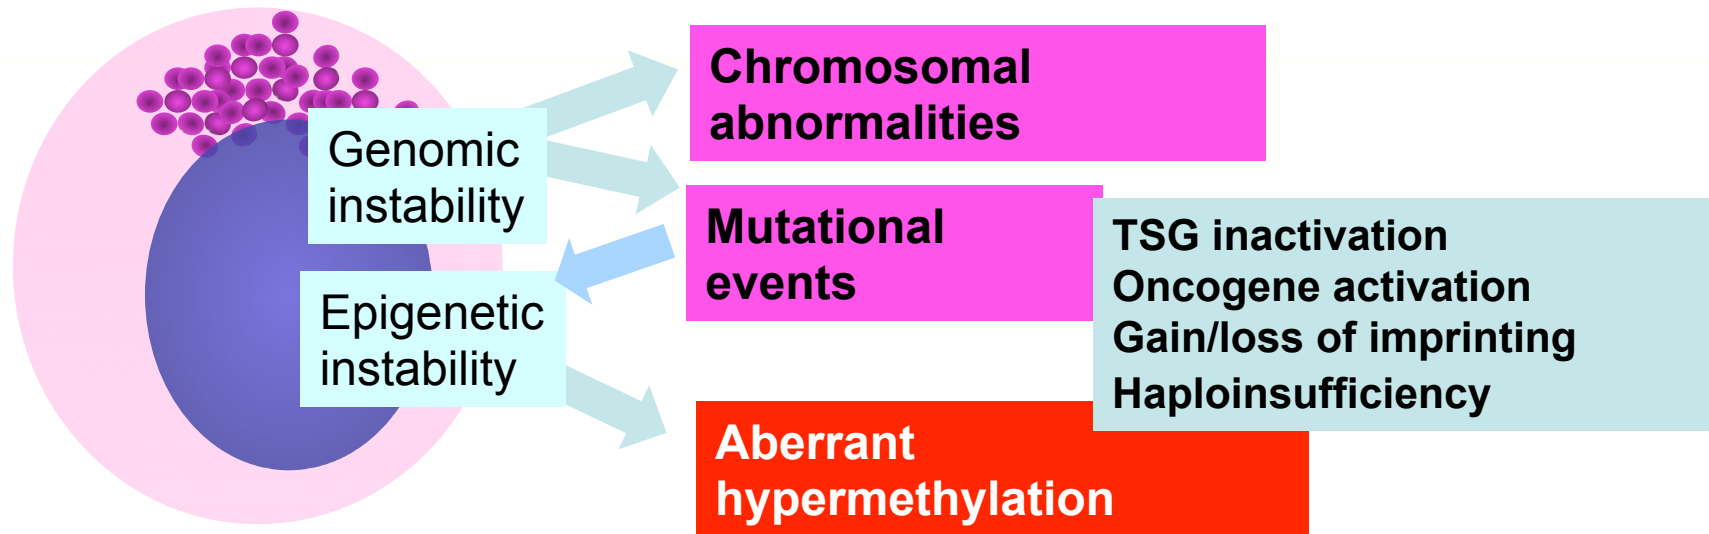 Genomic
instability
Epigenetic
instability
Chromosomal
abnormalities
Mutational
events
TSG inactivation
Oncogene activation
Gain/loss of imprinting
Haploinsufficiency
Aberrant
hypermethylation